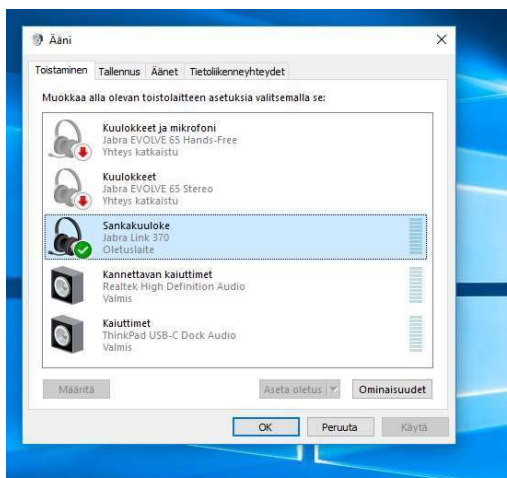 Ääni
Toistaminen Tallennus Äänet Tietoliikenneyhteydet
Muokkaa alla olevan toistolaitteen asetuksia valitsemalla se:
Kuulokkeet ja mikrofoni
Jabra EVOLVE 65 Hands-Free
Yhteys katkaistu
Kuulokkeet
Jabra EVOLVE 65 Stereo
Yhteys katkaistu
Sankakuuloke
Jabra Link 370
Oletuslaite
Kannettavan kaiuttimet
Realtek High Definition Audio
Valmis
Kaiuttimet
ThinkPad USB-C Dock Audio
Valmis
Määritä Aseta oletus Ominaisuudet
OK Peruuta Käytä